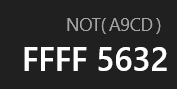 NOT( A9CD )
FFFF 5632